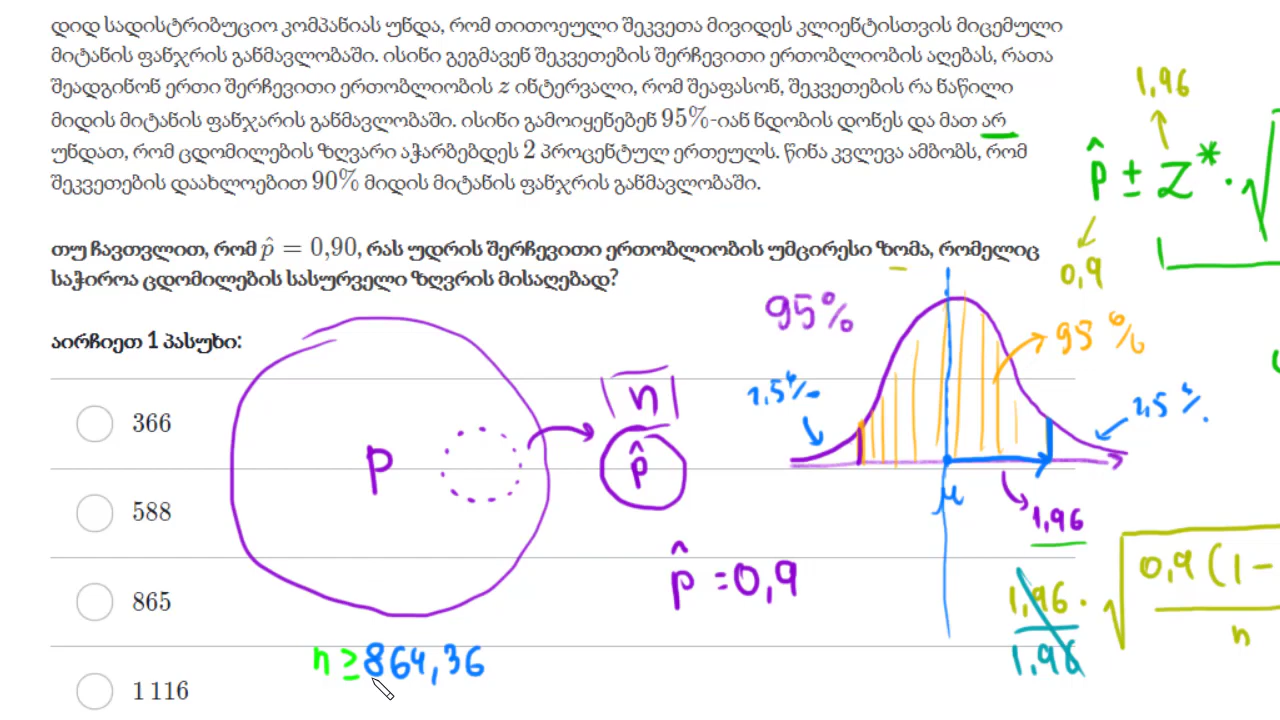 დიდ სადისტრიბუციო კომპანიას უნდა, რომ თითოეული შეკვეთა მივიდეს კლიენტისთვის მიცემული
მიტანის ფანჯრის განმავლობაში. ისინი გეგმავენ შეკვეთების შერჩევითი ერთობლიობის აღებას, რათა
შეადგინონ ერთი შერჩევითი ერთობლიობის z ინტერვალი, რომ შეაფასონ, შეკვეთების რა ნაწილი
მიდის მიტანის ფანჯარის განმავლობაში. ისინი გამოიყენებენ 95%-იან ნდობის დონეს და მათ არ
უნდათ, რომ ცდომილების ზღვარი აჭარბებდეს 2 პროცენტულ ერთეულს. წინა კვლევა ამბობს, რომ
შეკვეთების დაახლოებით 90% მიდის მიტანის ფანჯრის განმავლობაში.
თუ ჩავთვლით, რომ p̂ = 0,90, რას უდრის შერჩევითი ერთობლიობის უმცირესი ზომა, რომელიც
საჭიროა ცდომილების სასურველი ზღვრის მისაღებად?
აირჩიეთ 1 პასუხი:
366
588
865
1 116
1,96
p̂ ± z* · √
0,9
95%
95 %
2,5%
2,5 %
μ
1,96
P
n
p̂
p̂ = 0,9
1,96 · √ 0,9 (1 −
1,96
n
n ≥ 864,36